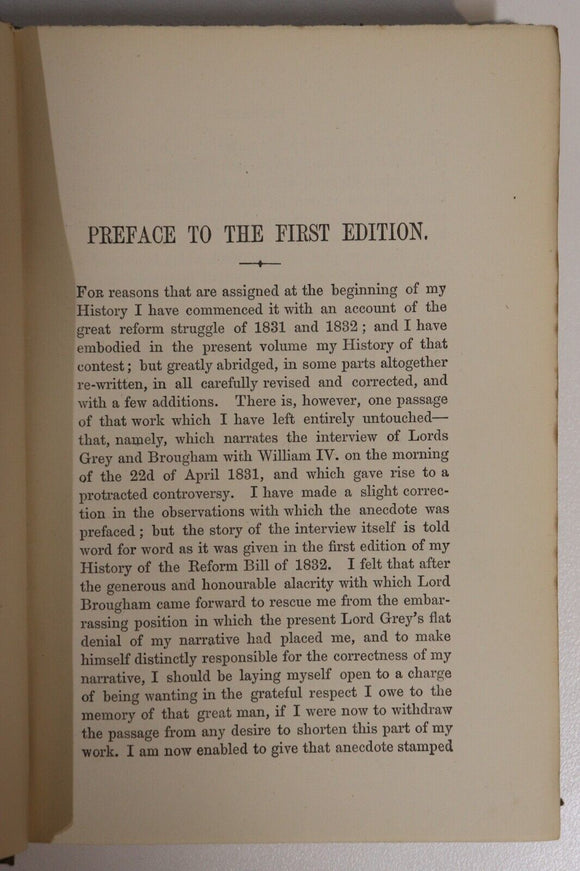 PREFACE TO THE FIRST EDITION.
FOR reasons that are assigned at the beginning of my
History I have commenced it with an account of the
great reform struggle of 1831 and 1832; and I have
embodied in the present volume my History of that
contest; but greatly abridged, in some parts altogether
re-written, in all carefully revised and corrected, and
with a few additions. There is, however, one passage
of that work which I have left entirely untouched—
that, namely, which narrates the interview of Lords
Grey and Brougham with William IV. on the morning
of the 22d of April 1831, and which gave rise to a
protracted controversy. I have made a slight correc-
tion in the observations with which the anecdote was
prefaced; but the story of the interview itself is told
word for word as it was given in the first edition of my
History of the Reform Bill of 1832. I felt that after
the generous and honourable alacrity with which Lord
Brougham came forward to rescue me from the embar-
rassing position in which the present Lord Grey's flat
denial of my narrative had placed me, and to make
himself distinctly responsible for the correctness of my
narrative, I should be laying myself open to a charge
of being wanting in the grateful respect I owe to the
memory of that great man, if I were now to withdraw
the passage from any desire to shorten this part of my
work. I am now enabled to give that anecdote stamped